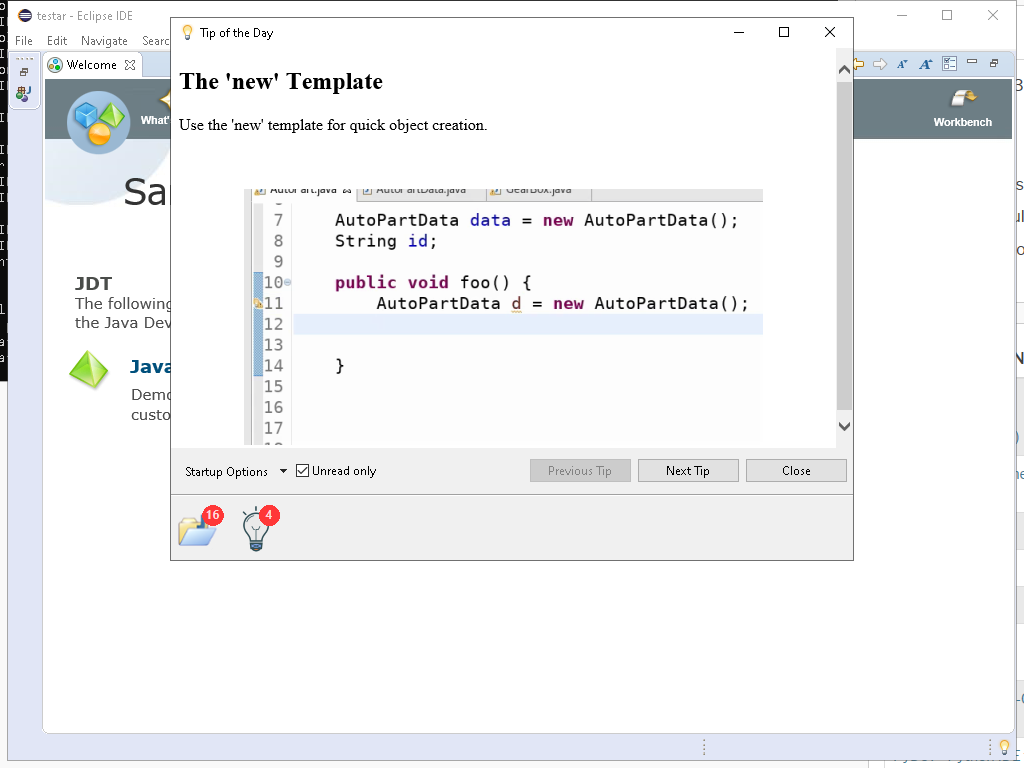 testar - Eclipse IDE
File Edit Navigate Searc
Welcome
What'
Workbench
Sa
JDT
The following
the Java Dev
Java
Demo
custo
Tip of the Day
The 'new' Template
Use the 'new' template for quick object creation.
AutoPart.java AutoPartData.java GearBox.java
7 AutoPartData data = new AutoPartData();
8 String id;
9
10 public void foo() {
11 AutoPartData d = new AutoPartData();
12
13
14 }
15
16
17
Startup Options Unread only Previous Tip Next Tip Close
16 4